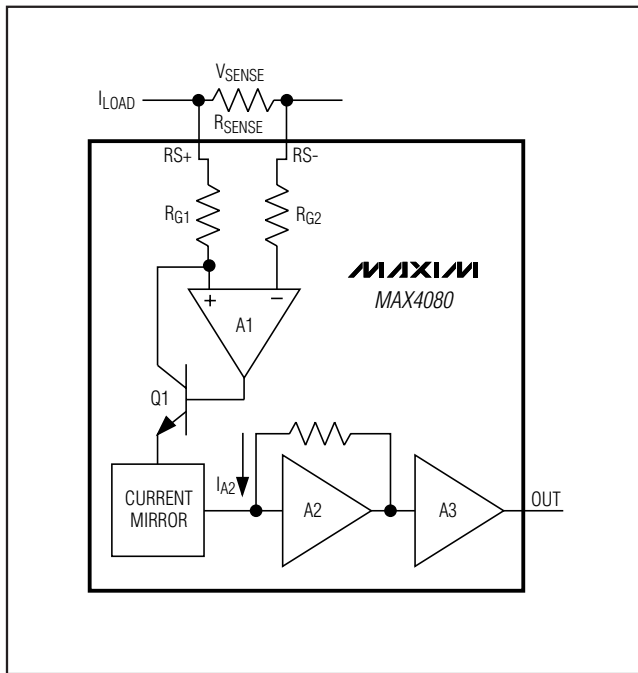 VSENSE
ILOAD
RSENSE
RS+ RS-
RG1 RG2
MAXIM
MAX4080
+ −
A1
Q1
IA2
CURRENT
MIRROR
A2 A3 OUT